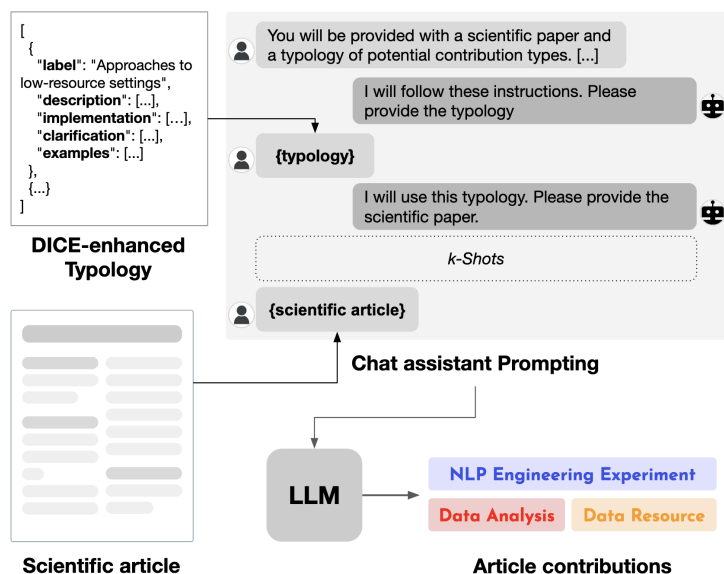 [
{
"label": "Approaches to
low-resource settings",
"description": [...],
"implementation": [...],
"clarification": [...],
"examples": [...]
},
{...}
]
DICE-enhanced
Typology
You will be provided with a scientific paper and
a typology of potential contribution types. [...]
I will follow these instructions. Please
provide the typology
{typology}
I will use this typology. Please provide the
scientific paper.
k-Shots
{scientific article}
Chat assistant Prompting
LLM
NLP Engineering Experiment
Data Analysis
Data Resource
Scientific article
Article contributions